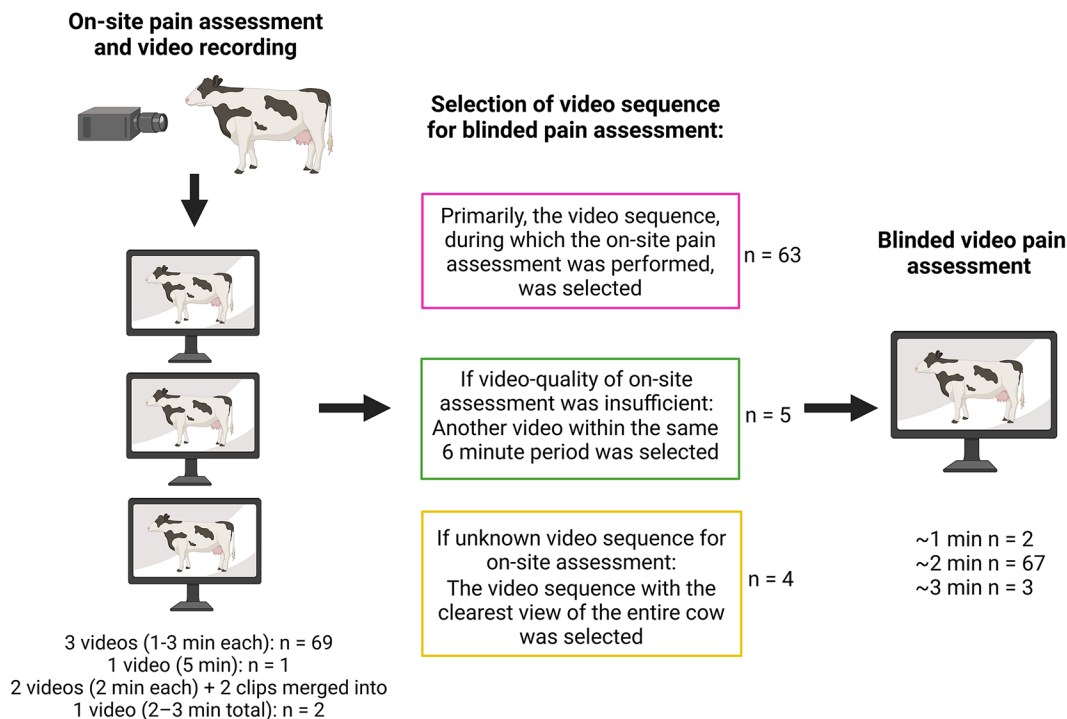 On-site pain assessment
and video recording
Selection of video sequence
for blinded pain assessment:
Primarily, the video sequence,
during which the on-site pain
assessment was performed,
was selected
n = 63
If video-quality of on-site
assessment was insufficient:
Another video within the same
6 minute period was selected
n = 5
If unknown video sequence for
on-site assessment:
The video sequence with the
clearest view of the entire cow
was selected
n = 4
Blinded video pain
assessment
~1 min n = 2
~2 min n = 67
~3 min n = 3
3 videos (1-3 min each): n = 69
1 video (5 min): n = 1
2 videos (2 min each) + 2 clips merged into
1 video (2–3 min total): n = 2